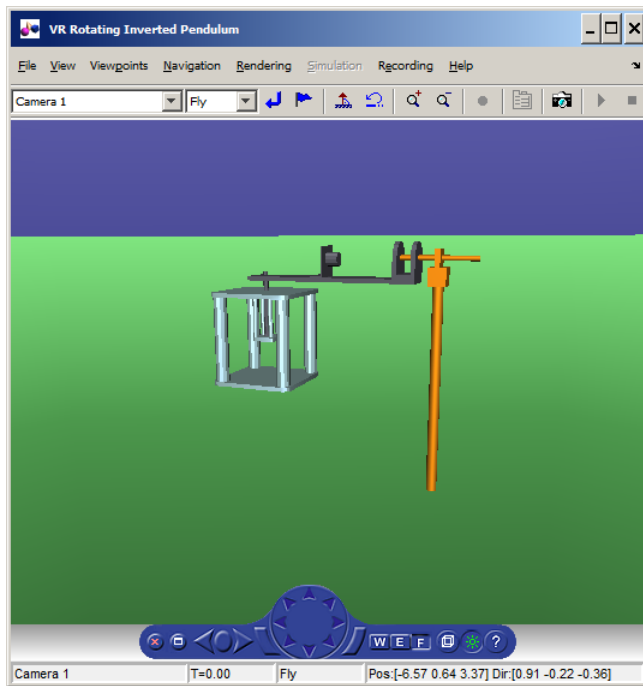 VR Rotating Inverted Pendulum
File View Viewpoints Navigation Rendering Simulation Recording Help
Camera 1 Fly
W E F ?
Camera 1 T=0.00 Fly Pos:[-6.57 0.64 3.37] Dir:[0.91 -0.22 -0.36]